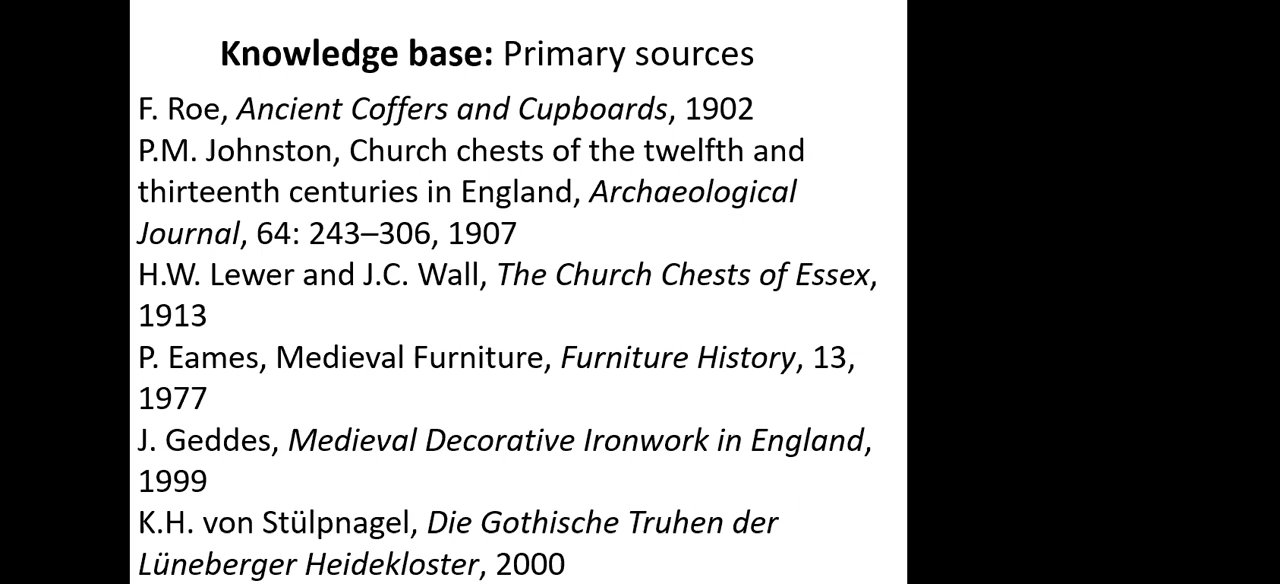 Knowledge base: Primary sources
F. Roe, Ancient Coffers and Cupboards, 1902
P.M. Johnston, Church chests of the twelfth and
thirteenth centuries in England, Archaeological
Journal, 64: 243–306, 1907
H.W. Lewer and J.C. Wall, The Church Chests of Essex,
1913
P. Eames, Medieval Furniture, Furniture History, 13,
1977
J. Geddes, Medieval Decorative Ironwork in England,
1999
K.H. von Stülpnagel, Die Gothische Truhen der
Lüneberger Heidekloster, 2000